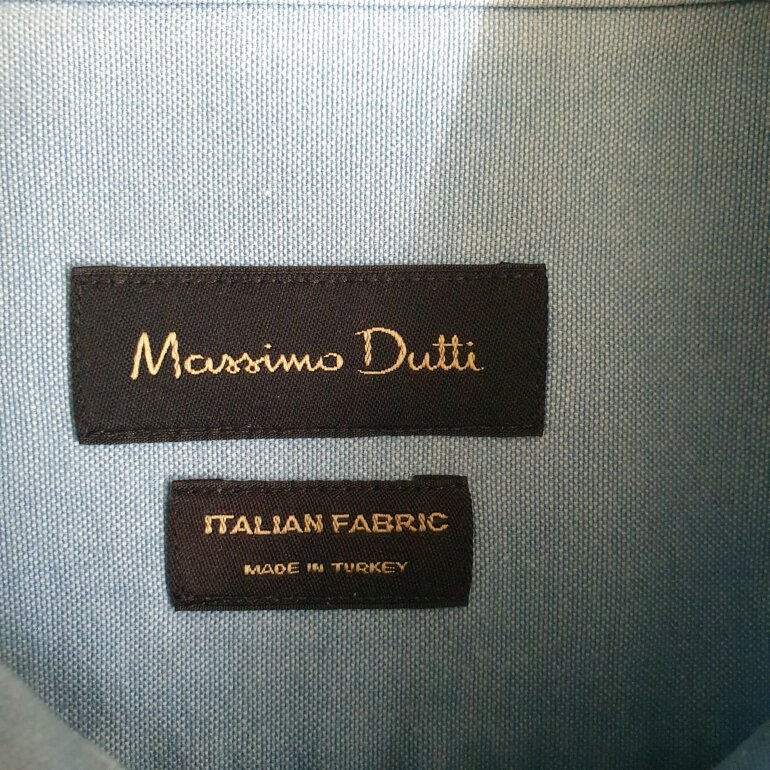 Massimo Dutti
ITALIAN FABRIC
MADE IN TURKEY